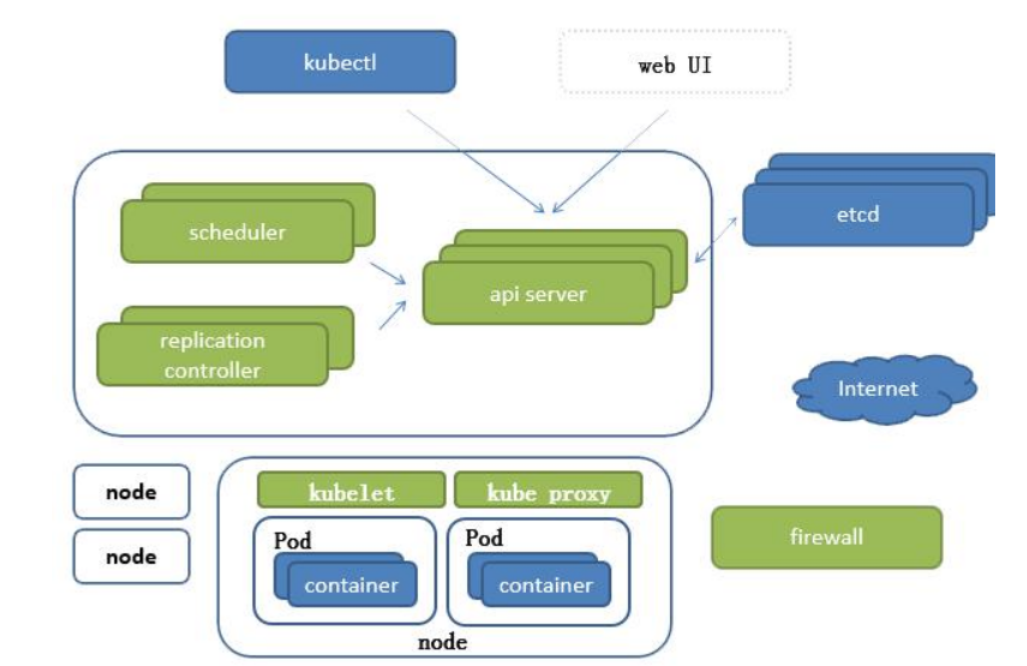 kubectl
web UI
scheduler
api server
etcd
replication
controller
Internet
node
node
kubelet
kube proxy
Pod
container
Pod
container
node
firewall